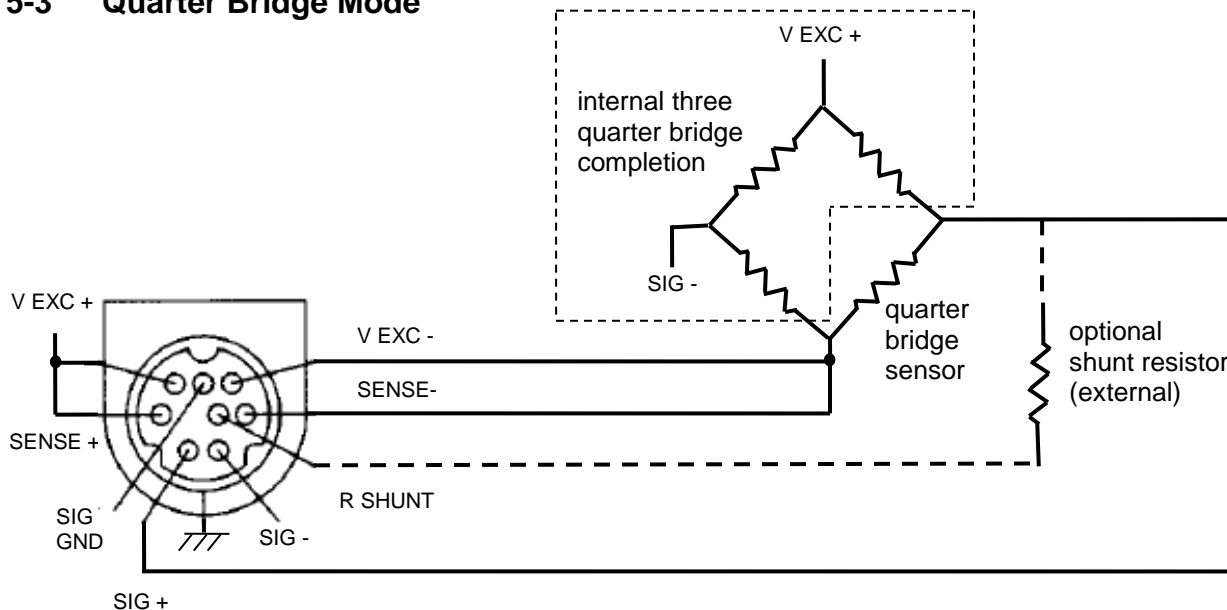 5-3 Quarter Bridge Mode
V EXC +
internal three
quarter bridge
completion
SIG -
quarter
bridge
sensor
optional
shunt resistor
(external)
V EXC +
V EXC -
SENSE-
SENSE +
R SHUNT
SIG
GND
SIG -
SIG +